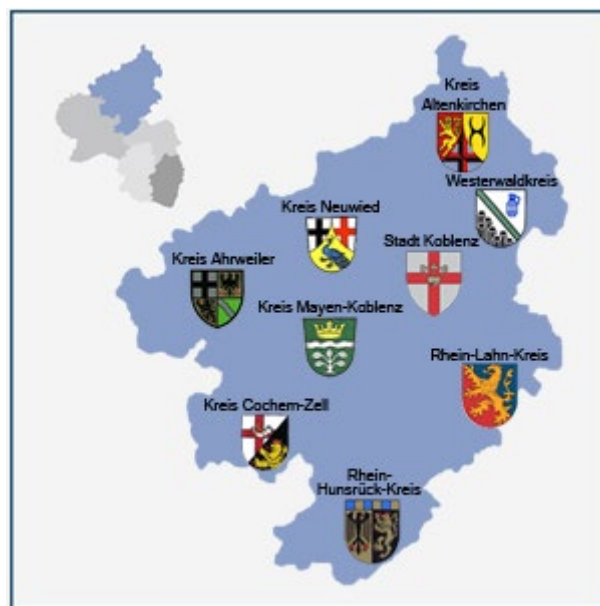 Kreis
Altenkirchen
Westerwaldkreis
Kreis Neuwied
Stadt Koblenz
Kreis Ahrweiler
Kreis Mayen-Koblenz
Rhein-Lahn-Kreis
Kreis Cochem-Zell
Rhein-
Hunsrück-Kreis